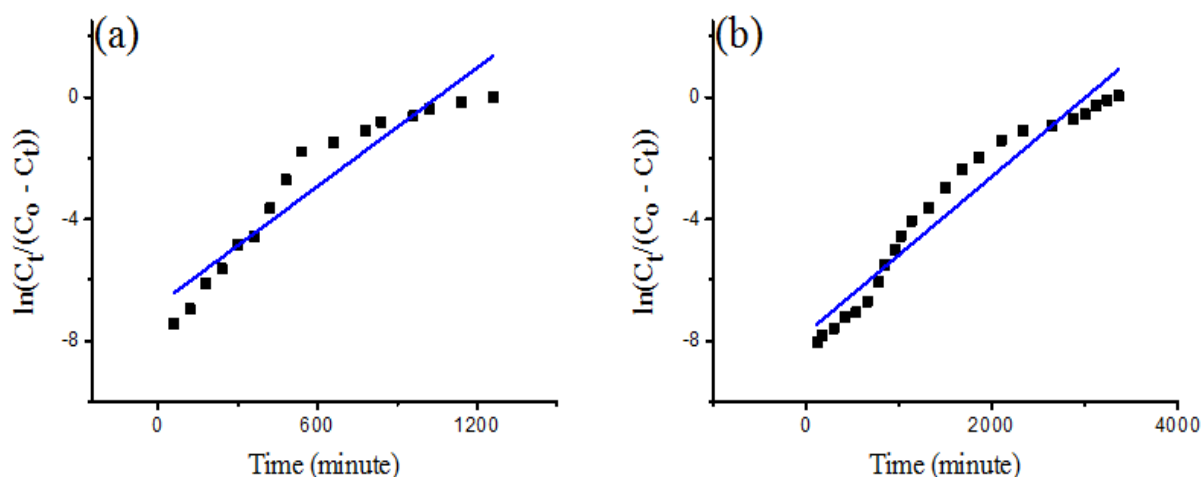 (a)
ln(Ct/(Co - Ct))
0
-4
-8
0
600
1200
Time (minute)
(b)
ln(Ct/(Co - Ct))
0
-4
-8
0
2000
4000
Time (minute)